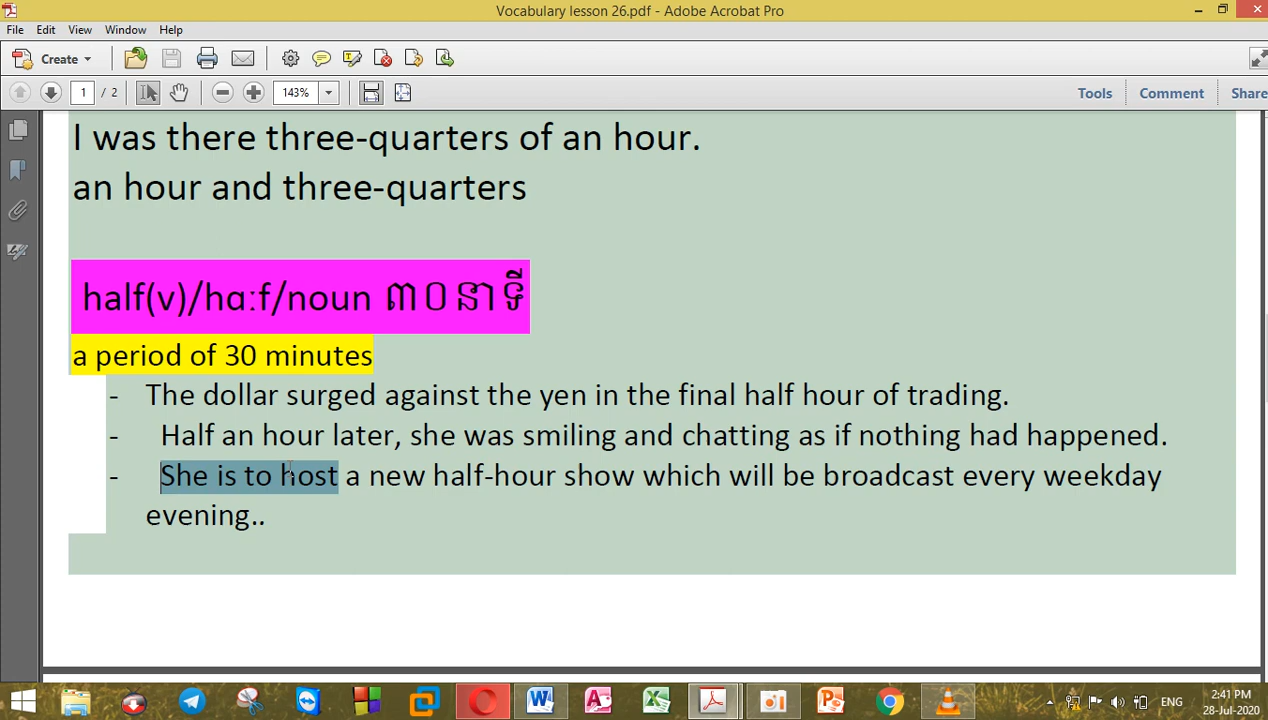 Vocabulary lesson 26.pdf - Adobe Acrobat Pro
File Edit View Window Help
Create
1 / 2 143% Tools Comment Share
I was there three-quarters of an hour.
an hour and three-quarters
half(v)/hɑːf/noun ៣០នាទី
a period of 30 minutes
- The dollar surged against the yen in the final half hour of trading.
- Half an hour later, she was smiling and chatting as if nothing had happened.
- She is to host a new half-hour show which will be broadcast every weekday
evening..
ENG 2:41 PM
28-Jul-2020